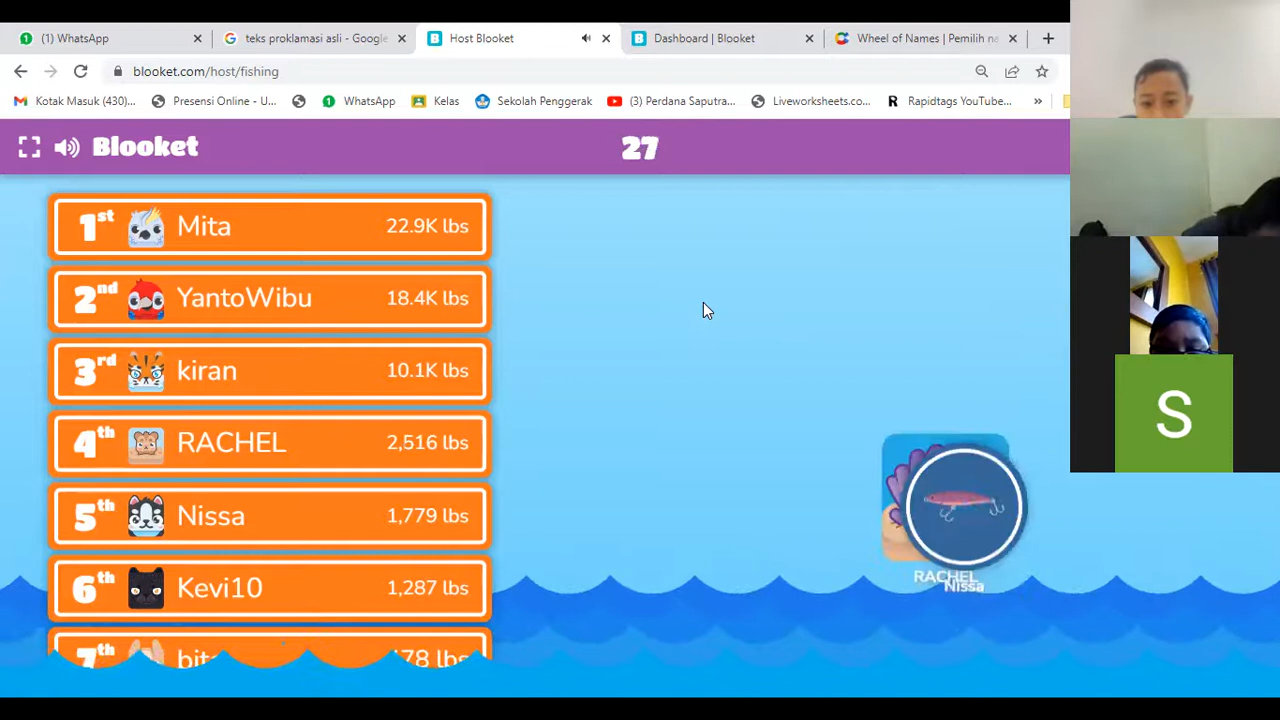 (1) WhatsApp
teks proklamasi asli - Google
Host Blooket
Dashboard | Blooket
Wheel of Names | Pemilih na
blooket.com/host/fishing
Kotak Masuk (430)...
Presensi Online - U...
WhatsApp
Kelas
Sekolah Penggerak
(3) Perdana Saputra...
Liveworksheets.co...
Rapidtags YouTube...
Blooket
27
1st Mita 22.9K lbs
2nd YantoWibu 18.4K lbs
3rd kiran 10.1K lbs
4th RACHEL 2,516 lbs
5th Nissa 1,779 lbs
6th Kevi10 1,287 lbs
7th 78 lbs
RACHEL
Nissa
S